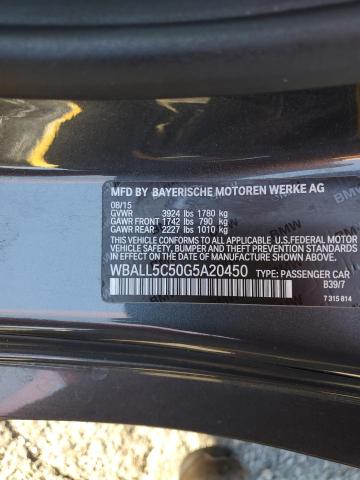 MFD BY BAYERISCHE MOTOREN WERKE AG
08/15
GVWR 3924 lbs 1780 kg
GAWR FRONT 1742 lbs 790 kg
GAWR REAR 2227 lbs 1010 kg
THIS VEHICLE CONFORMS TO ALL APPLICABLE U.S.FEDERAL MOTOR
VEHICLE SAFETY, BUMPER AND THEFT PREVENTION STANDARDS
IN EFFECT ON THE DATE OF MANUFACTURE SHOWN ABOVE.
WBALL5C50G5A20450 TYPE: PASSENGER CAR
B39/7
7 315 814